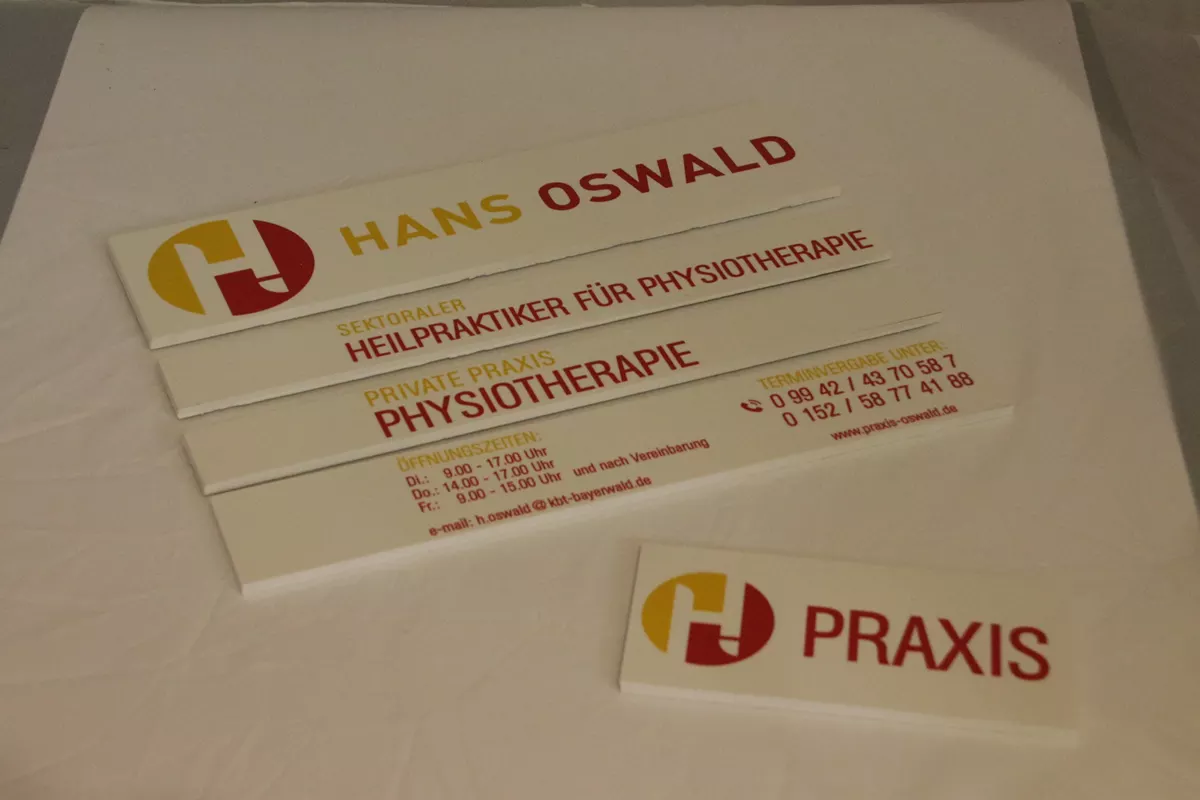 HANS OSWALD
SEKTORALER
HEILPRAKTIKER FÜR PHYSIOTHERAPIE
PRIVATE PRAXIS
PHYSIOTHERAPIE
ÖFFNUNGSZEITEN:
Di.: 9.00 - 17.00 Uhr
Do.: 14.00 - 17.00 Uhr
Fr.: 9.00 - 15.00 Uhr und nach Vereinbarung
e-mail: h.oswald@kbt-bayerwald.de
TERMINVERGABE UNTER:
0 99 42 / 43 70 58 7
0 152 / 58 77 41 88
www.praxis-oswald.de
PRAXIS